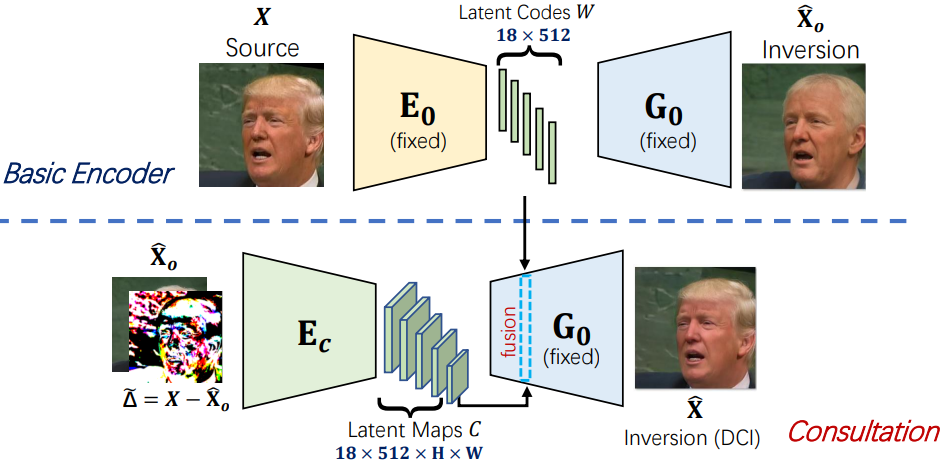 X
Source
Latent Codes W
18 × 512
X̂ₒ
Inversion
E₀
(fixed)
G₀
(fixed)
Basic Encoder
X̂ₒ
Δ̃ = X − X̂ₒ
E_c
Latent Maps C
18 × 512 × H × W
fusion
G₀
(fixed)
X̂
Inversion (DCI)
Consultation